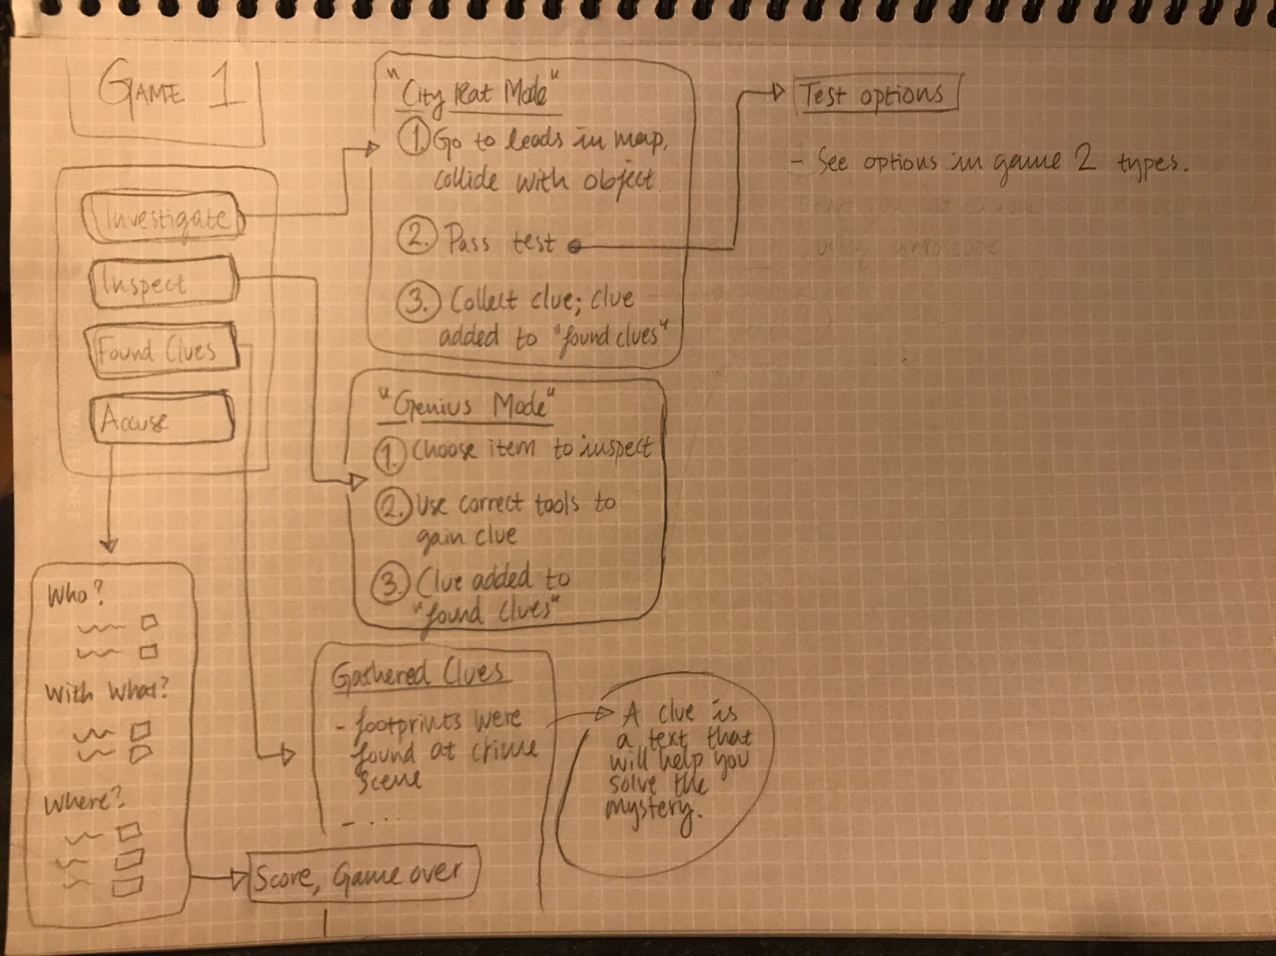 GAME 1
Investigate
Inspect
Found Clues
Accuse
"City Rat Mode"
1. Go to leads in map,
collide with object
2. Pass test
3. Collect clue; clue
added to "found clues"
Test options
- See options in game 2 types.
"Genius Mode"
1. Choose item to inspect
2. Use correct tools to
gain clue
3. Clue added to
"found clues"
Who?
With What?
Where?
Gathered Clues
- footprints were
found at crime
scene
- ....
A clue is
a text that
will help you
solve the
mystery.
Score, Game over